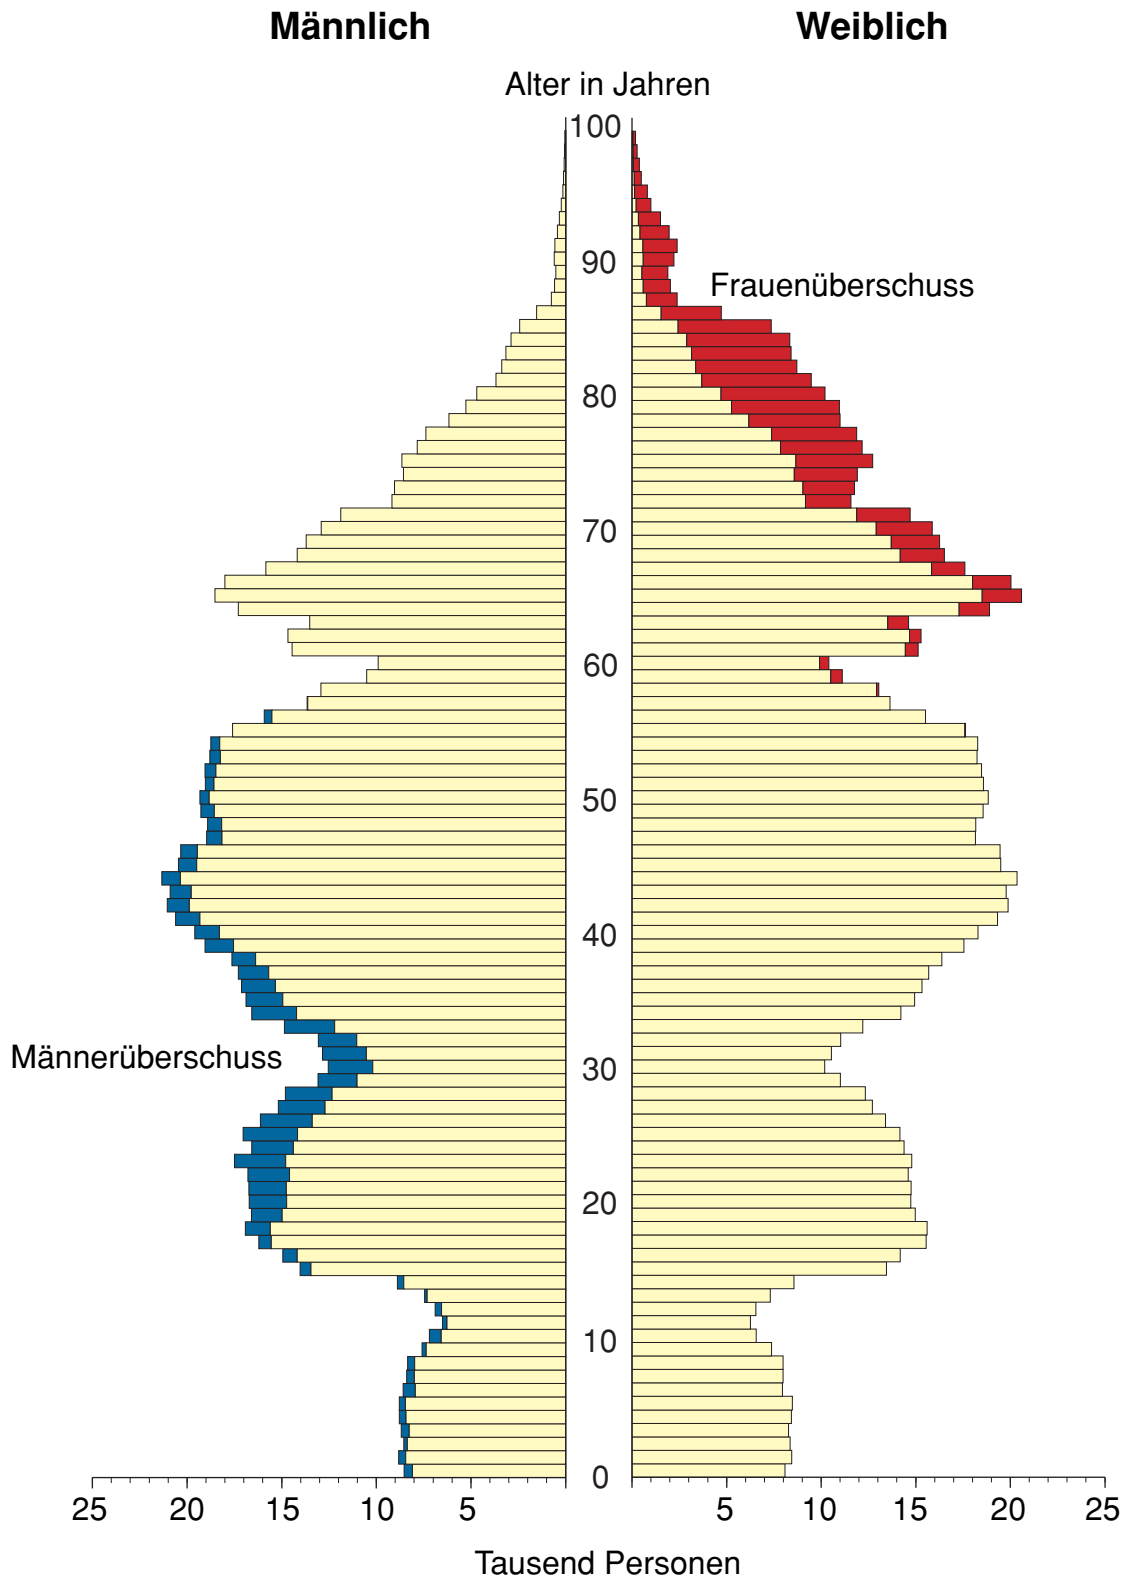 Männlich Weiblich
Alter in Jahren
100
90
Frauenüberschuss
80
70
60
50
40
Männerüberschuss
30
20
10
0
25 20 15 10 5 5 10 15 20 25
Tausend Personen